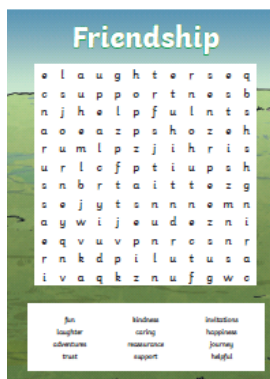 Friendship
e l a u g h t e r s e q
c s u p p o r t n e s b
n j h e l p f u l n t s
a o e a z p s h o z e h
r u m l p z j i h r i s
u r l c f p t i u p s h
s n b r t a i t t e z g
s e j y t s n n n e m n
a y w i j e u d e z n i
e q v u v p n r c s n r
r n k d p i l u t u s a
i v a q k z n u f g w c
fun kindness invitations
laughter caring happiness
adventures reassurance journey
trust support helpful